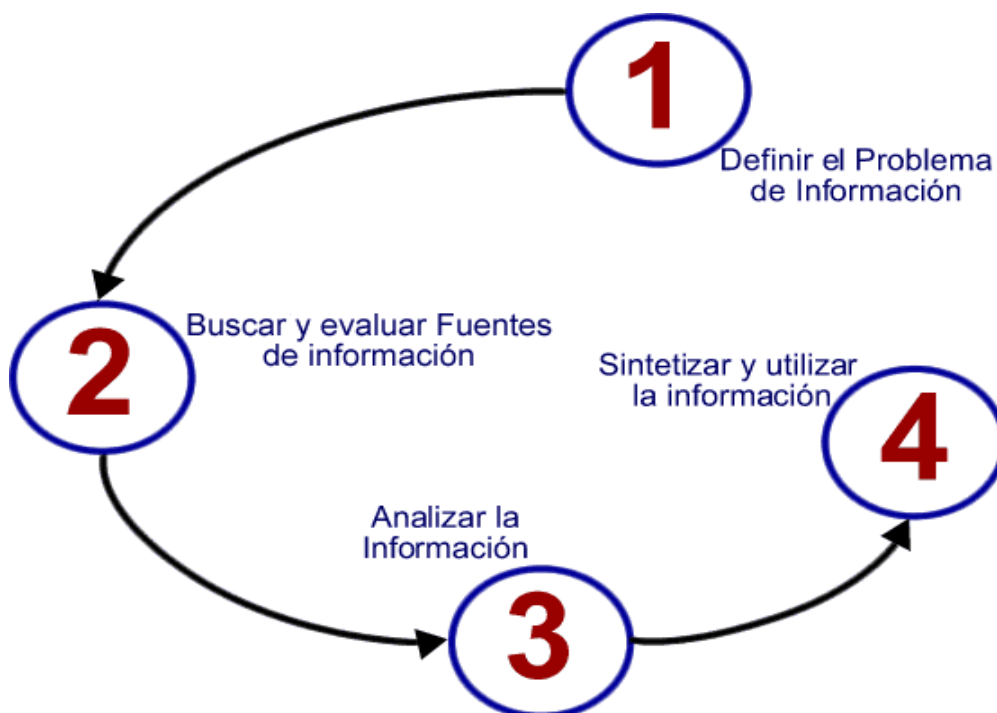 1
Definir el Problema
de Información
2
Buscar y evaluar Fuentes
de información
3
Analizar la
Información
4
Sintetizar y utilizar
la información